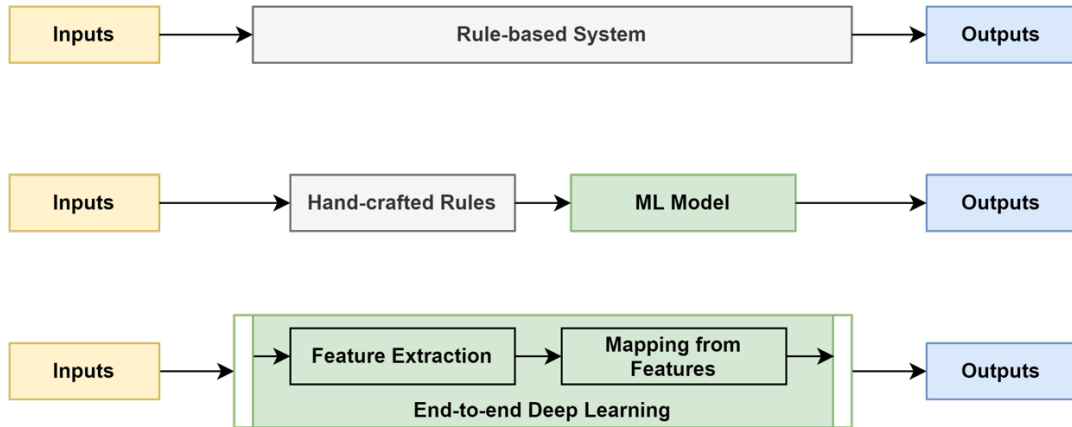 Inputs
Rule-based System
Outputs
Inputs
Hand-crafted Rules
ML Model
Outputs
Inputs
Feature Extraction
Mapping from
Features
End-to-end Deep Learning
Outputs